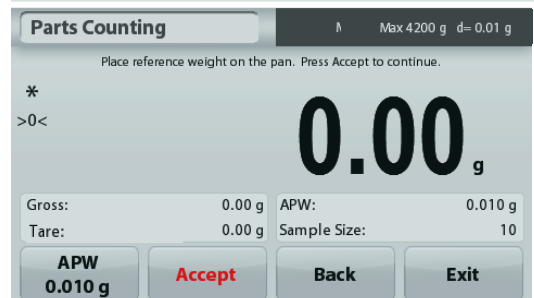 Parts Counting
Max 4200 g d= 0.01 g
Place reference weight on the pan. Press Accept to continue.
*
>0<
0.00 g
Gross: 0.00 g APW: 0.010 g
Tare: 0.00 g Sample Size: 10
APW
0.010 g
Accept
Back
Exit